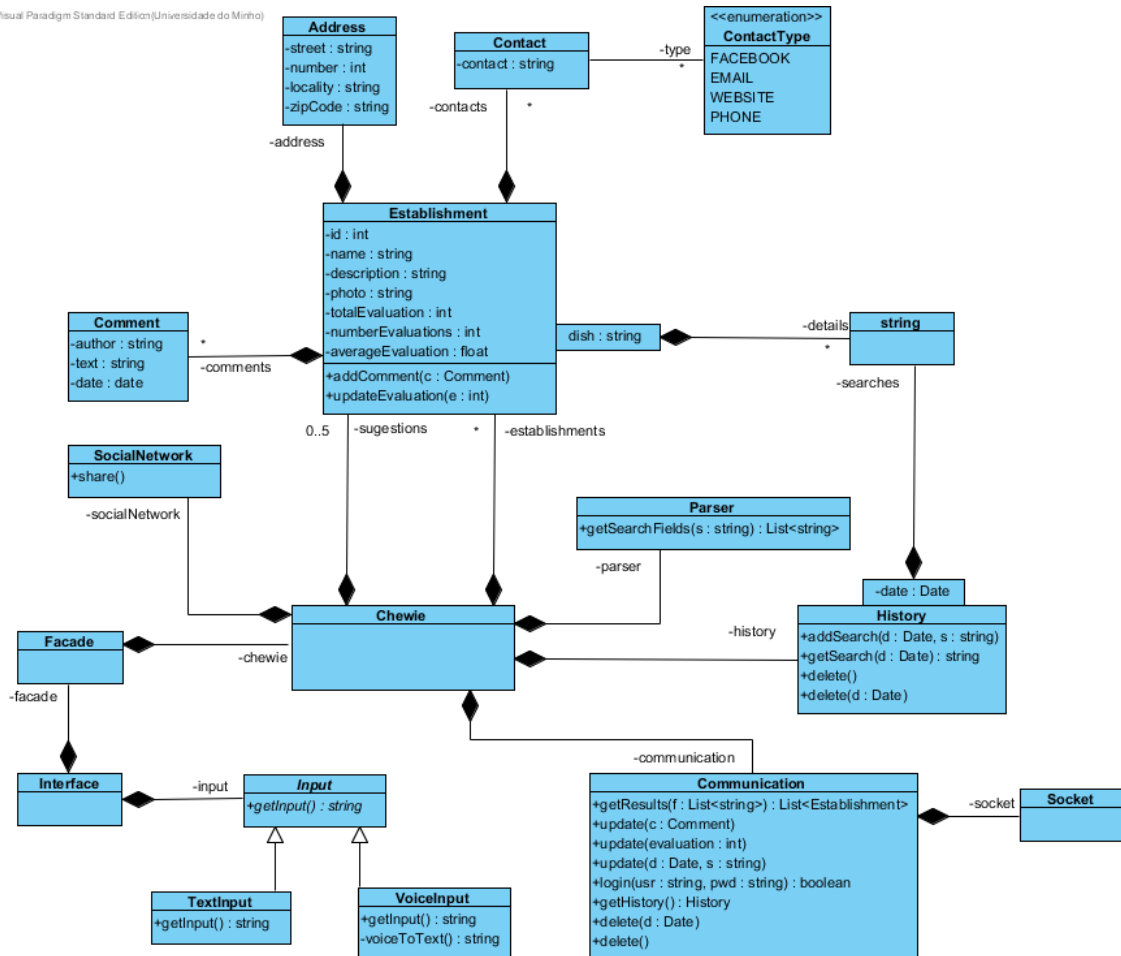 Visual Paradigm Standard Edition(Universidade do Minho)
Address
-street : string
-number : int
-locality : string
-zipCode : string
-address
Contact
-contact : string
-contacts
*
-type
*
<<enumeration>>
ContactType
FACEBOOK
EMAIL
WEBSITE
PHONE
Establishment
-id : int
-name : string
-description : string
-photo : string
-totalEvaluation : int
-numberEvaluations : int
-averageEvaluation : float
+addComment(c : Comment)
+updateEvaluation(e : int)
Comment
-author : string
-text : string
-date : date
*
-comments
dish : string
-details
*
string
-searches
0..5
-sugestions
*
-establishments
SocialNetwork
+share()
-socialNetwork
Parser
+getSearchFields(s : string) : List<string>
-parser
Chewie
-date : Date
History
+addSearch(d : Date, s : string)
+getSearch(d : Date) : string
+delete()
+delete(d : Date)
-history
Facade
-chewie
-facade
Interface
-input
Input
+getInput() : string
TextInput
+getInput() : string
VoiceInput
+getInput() : string
-voiceToText() : string
-communication
Communication
+getResults(f : List<string>) : List<Establishment>
+update(c : Comment)
+update(evaluation : int)
+update(d : Date, s : string)
+login(usr : string, pwd : string) : boolean
+getHistory() : History
+delete(d : Date)
+delete()
-socket
Socket